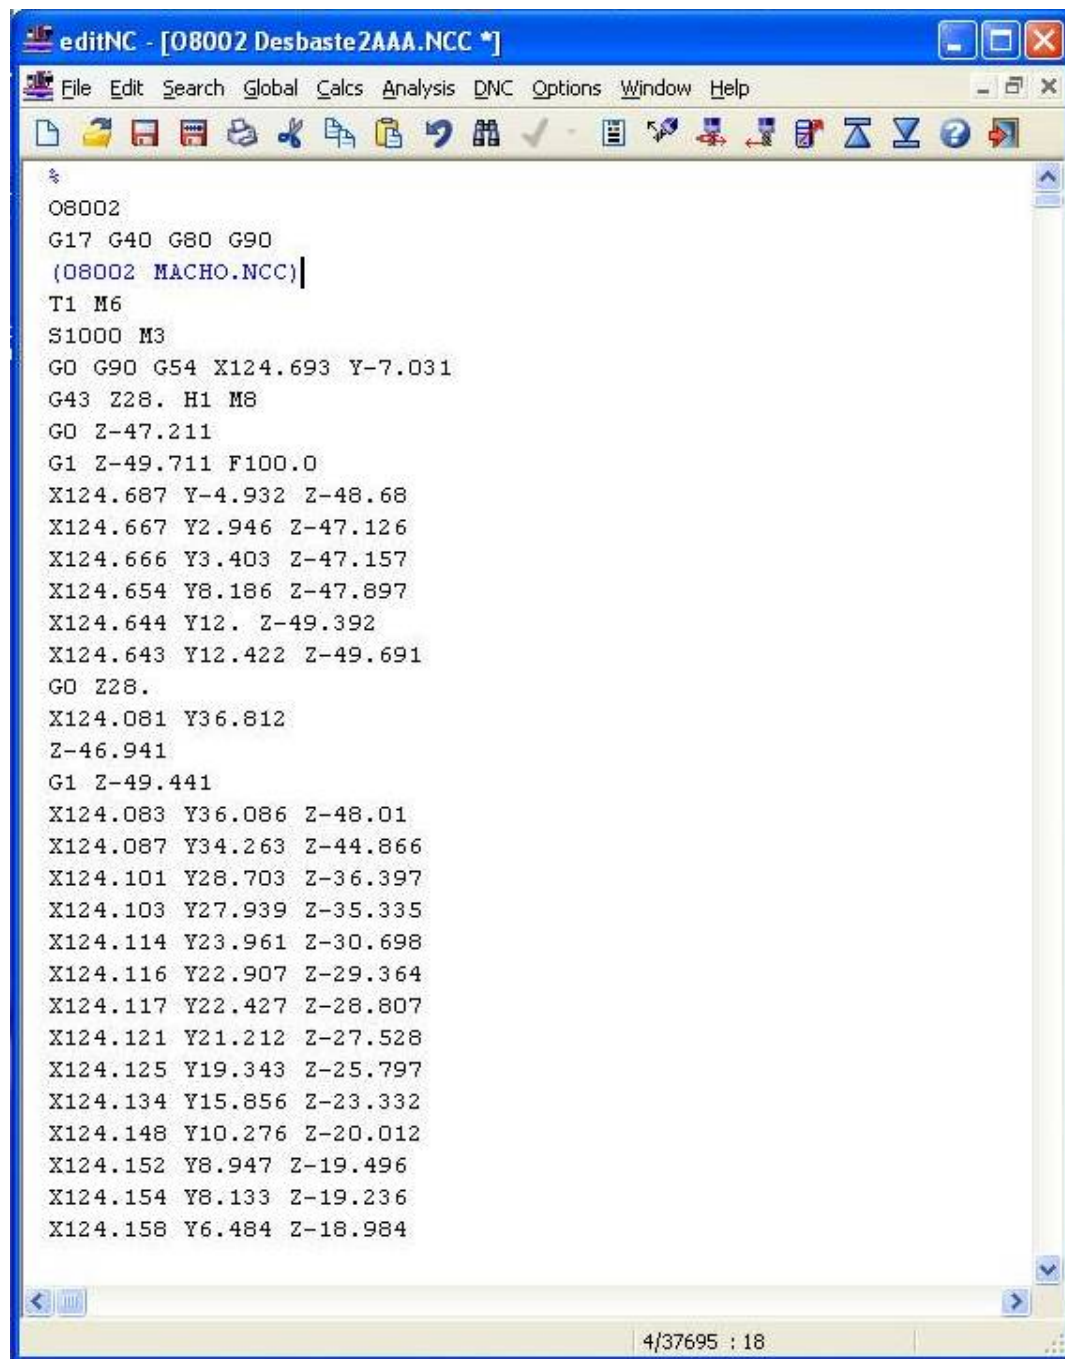 editNC - [O8002 Desbaste2AAA.NCC *]
File Edit Search Global Calcs Analysis DNC Options Window Help
%
O8002
G17 G40 G80 G90
(O8002 MACHO.NCC)
T1 M6
S1000 M3
G0 G90 G54 X124.693 Y-7.031
G43 Z28. H1 M8
G0 Z-47.211
G1 Z-49.711 F100.0
X124.687 Y-4.932 Z-48.68
X124.667 Y2.946 Z-47.126
X124.666 Y3.403 Z-47.157
X124.654 Y8.186 Z-47.897
X124.644 Y12. Z-49.392
X124.643 Y12.422 Z-49.691
G0 Z28.
X124.081 Y36.812
Z-46.941
G1 Z-49.441
X124.083 Y36.086 Z-48.01
X124.087 Y34.263 Z-44.866
X124.101 Y28.703 Z-36.397
X124.103 Y27.939 Z-35.335
X124.114 Y23.961 Z-30.698
X124.116 Y22.907 Z-29.364
X124.117 Y22.427 Z-28.807
X124.121 Y21.212 Z-27.528
X124.125 Y19.343 Z-25.797
X124.134 Y15.856 Z-23.332
X124.148 Y10.276 Z-20.012
X124.152 Y8.947 Z-19.496
X124.154 Y8.133 Z-19.236
X124.158 Y6.484 Z-18.984
4/37695 : 18